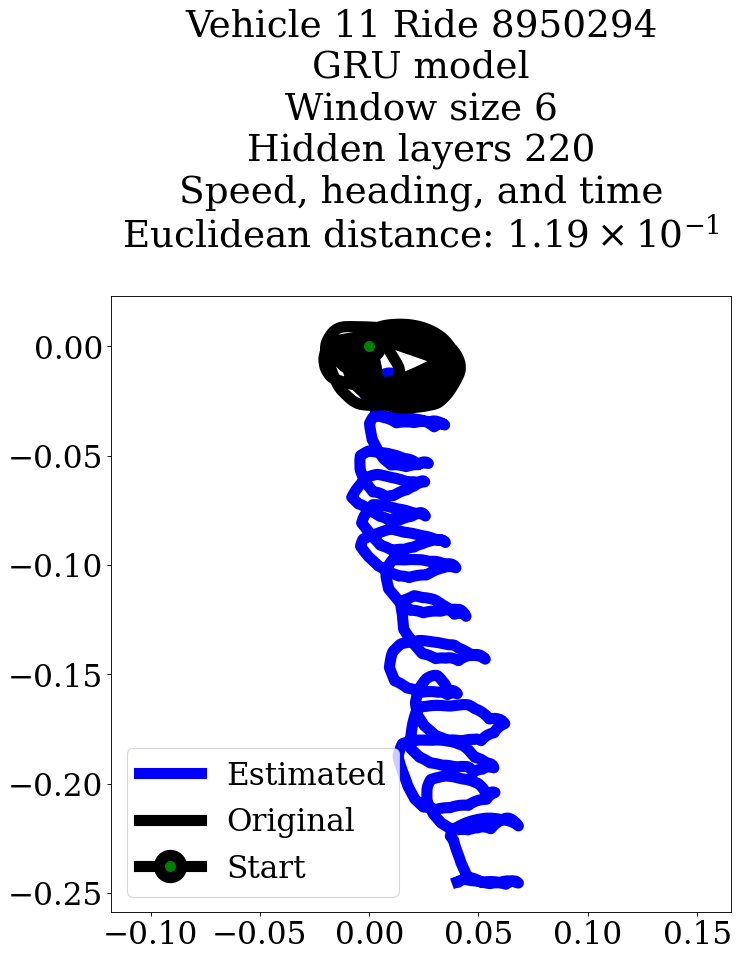 Vehicle 11 Ride 8950294
GRU model
Window size 6
Hidden layers 220
Speed, heading, and time
Euclidean distance: 1.19 × 10⁻¹
0.00
−0.05
−0.10
−0.15
−0.20
−0.25
Estimated
Original
Start
−0.10 −0.05 0.00 0.05 0.10 0.15